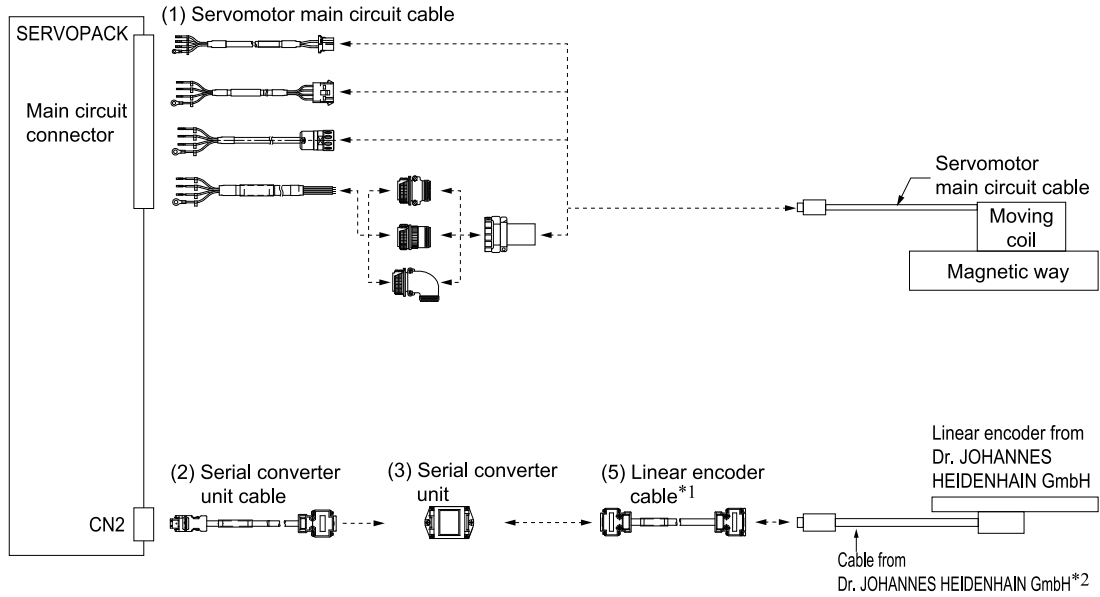 (1) Servomotor main circuit cable
SERVOPACK
Main circuit
connector
Servomotor
main circuit cable
Moving
coil
Magnetic way
(2) Serial converter
unit cable
(3) Serial converter
unit
(5) Linear encoder
cable*1
Linear encoder from
Dr. JOHANNES
HEIDENHAIN GmbH
CN2
Cable from
Dr. JOHANNES HEIDENHAIN GmbH*2